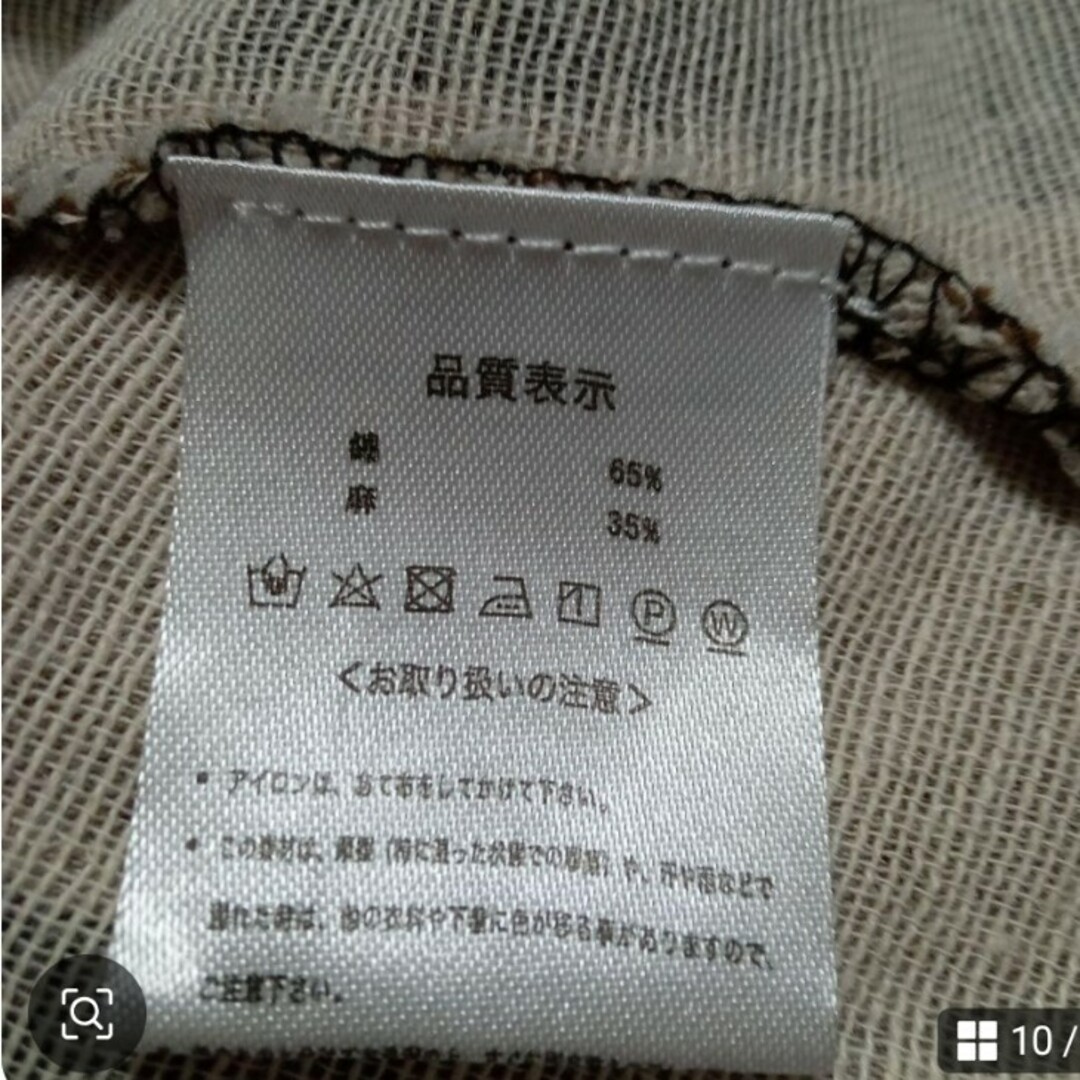 品質表示
綿 65%
麻 35%
P W
<お取り扱いの注意>
・アイロンは、あて布をしてかけて下さい。
・この素材は、摩擦(特に湿った状態での摩擦)や、汗や雨などで
濡れた時は、他の衣料や下着に色が移る事がありますので、
ご注意下さい。
10 /